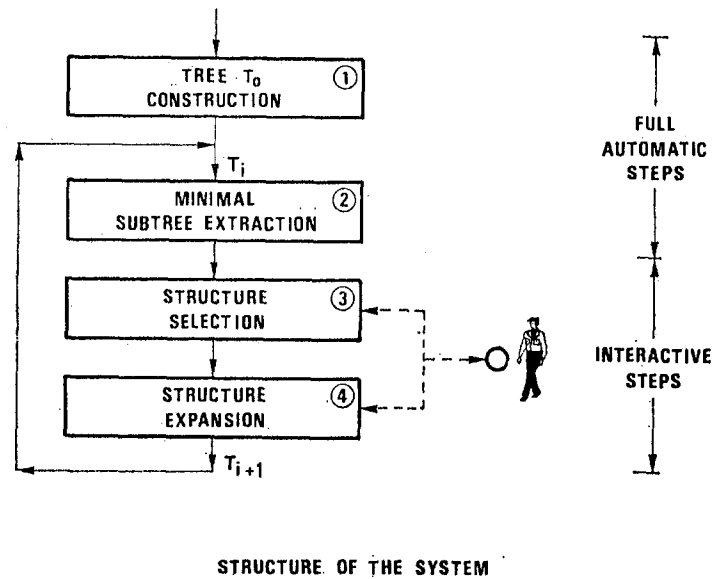 TREE T0 ①
CONSTRUCTION
Ti
MINIMAL ②
SUBTREE EXTRACTION
STRUCTURE ③
SELECTION
STRUCTURE ④
EXPANSION
Ti+1
FULL
AUTOMATIC
STEPS
INTERACTIVE
STEPS
STRUCTURE OF THE SYSTEM